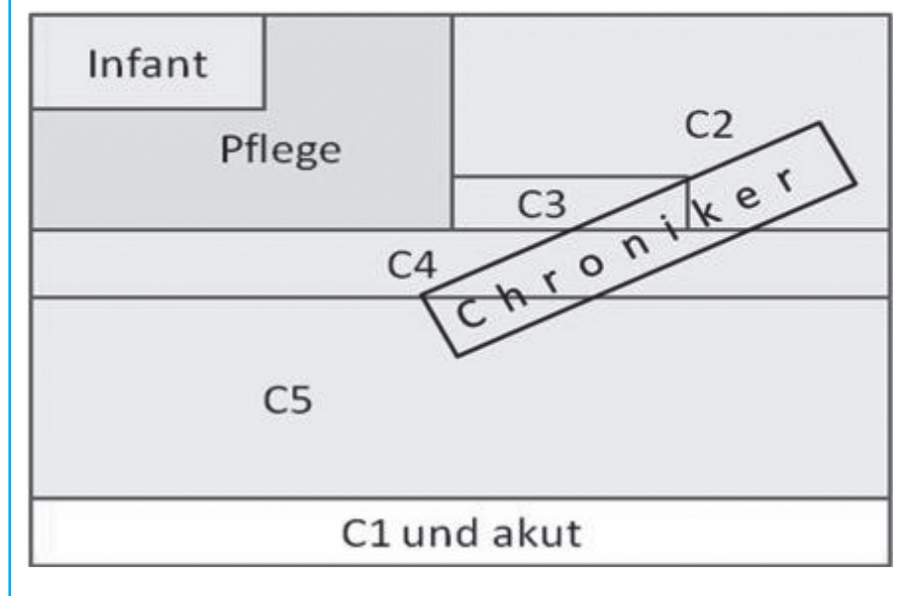 Infant
C2
Pflege
C3
Chroniker
C4
C5
C1 und akut